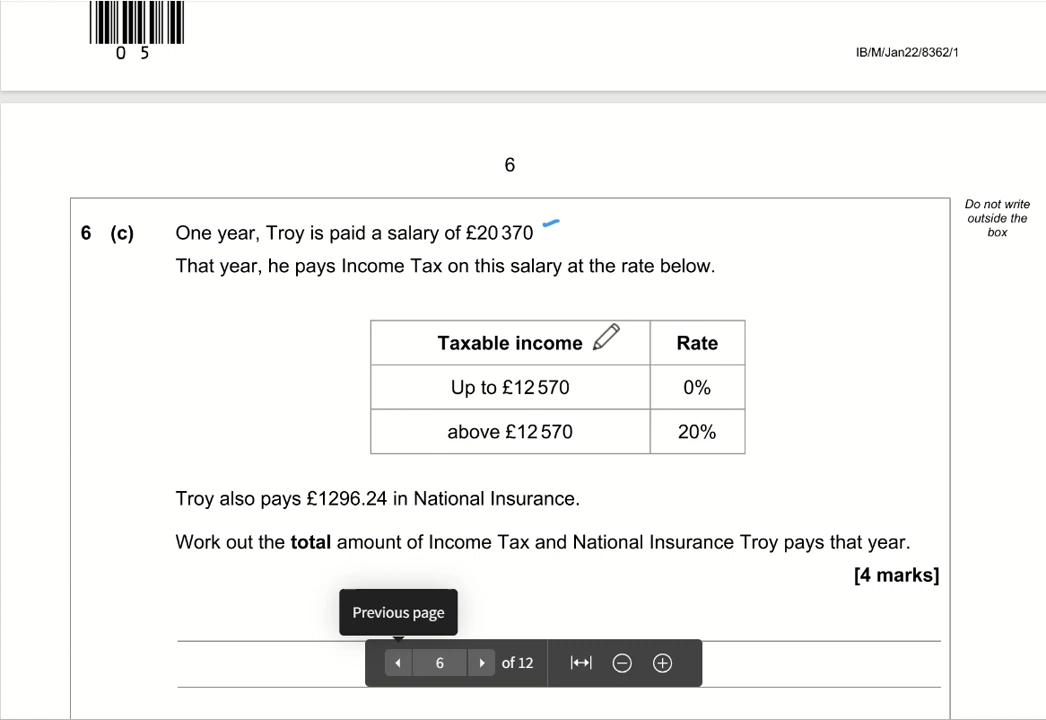 0 5
IB/M/Jan22/8362/1
6
Do not write
outside the
box
6 (c) One year, Troy is paid a salary of £20 370
That year, he pays Income Tax on this salary at the rate below.
Taxable income Rate
Up to £12 570 0%
above £12 570 20%
Troy also pays £1296.24 in National Insurance.
Work out the total amount of Income Tax and National Insurance Troy pays that year.
[4 marks]
Previous page
6 of 12